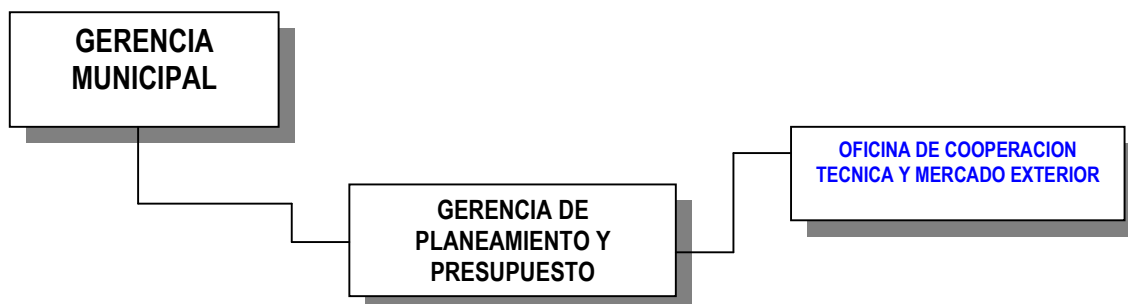 GERENCIA
MUNICIPAL
OFICINA DE COOPERACION
TECNICA Y MERCADO EXTERIOR
GERENCIA DE
PLANEAMIENTO Y
PRESUPUESTO